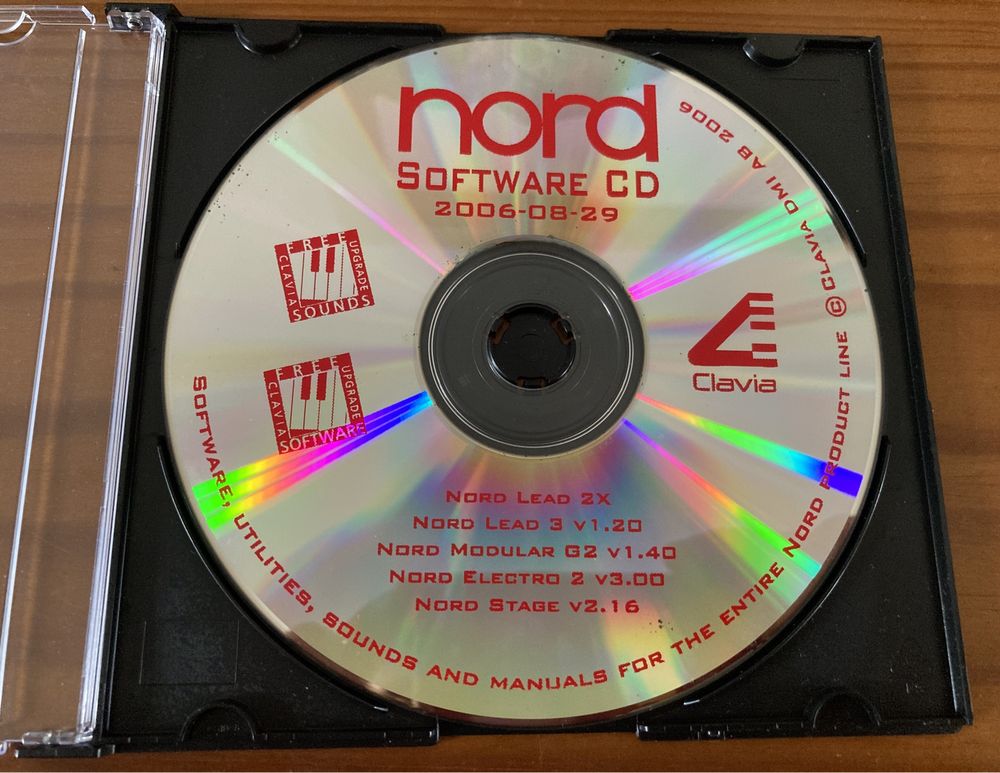 nord
SOFTWARE CD
2006-08-29
FREE
UPGRADE
CLAVIA
SOUNDS
FREE
UPGRADE
CLAVIA
SOFTWARE
Clavia
NORD LEAD 2X
NORD LEAD 3 V1.20
NORD MODULAR G2 V1.40
NORD ELECTRO 2 V3.00
NORD STAGE V2.16
SOFTWARE, UTILITIES, SOUNDS AND MANUALS FOR THE ENTIRE NORD PRODUCT LINE © CLAVIA DMI AB 2006